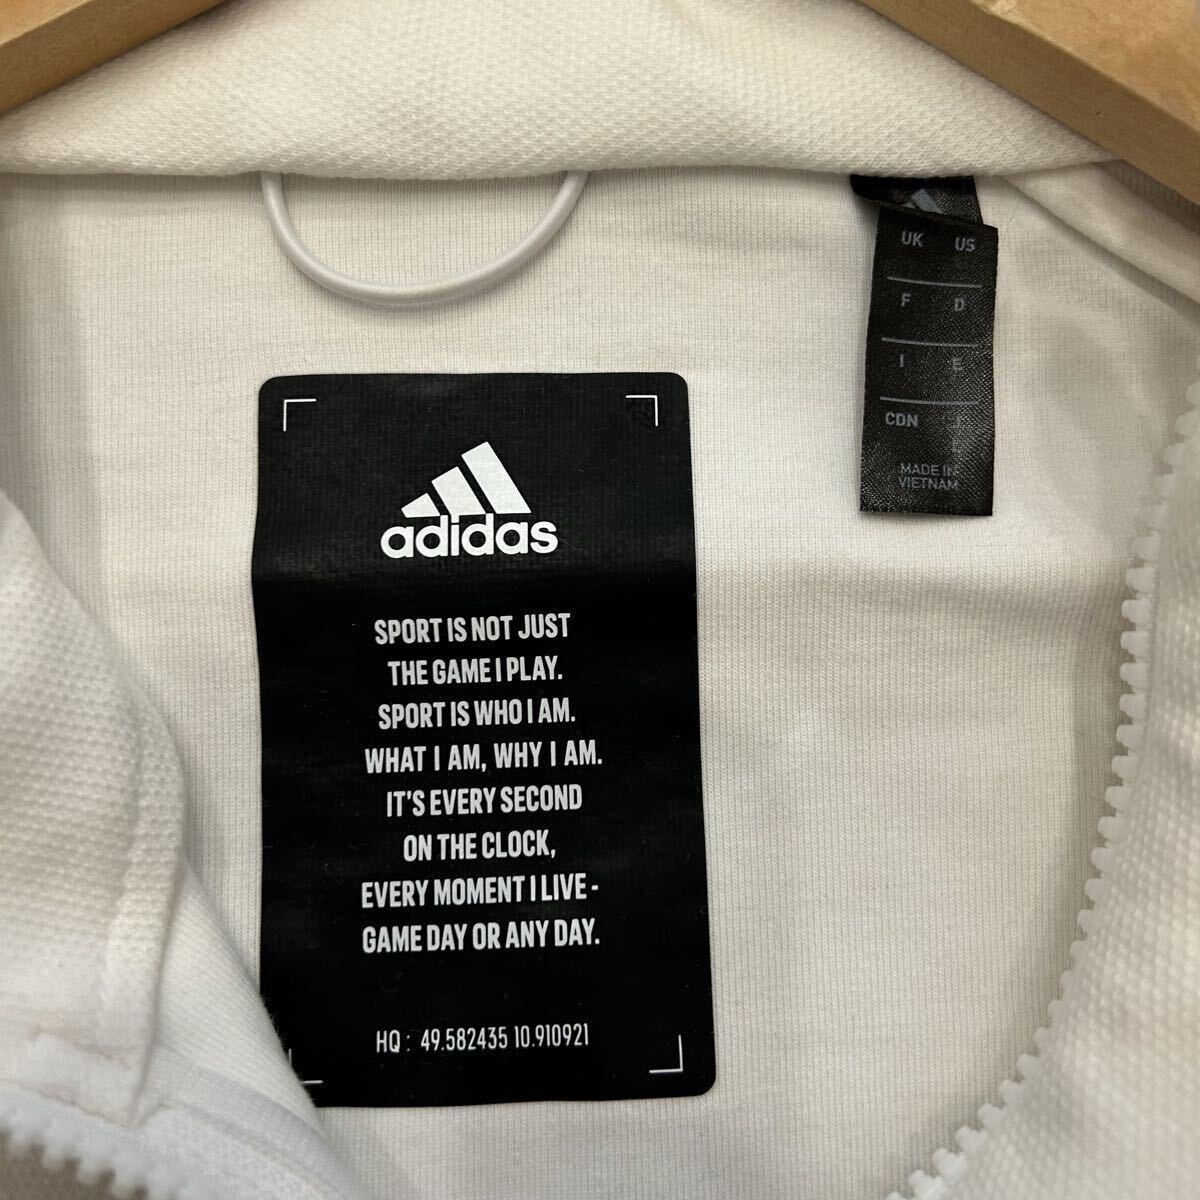 adidas
SPORT IS NOT JUST
THE GAME I PLAY.
SPORT IS WHO I AM.
WHAT I AM, WHY I AM.
IT'S EVERY SECOND
ON THE CLOCK,
EVERY MOMENT I LIVE -
GAME DAY OR ANY DAY.
HQ : 49.582435 10.910921
UK US
F D
I E
CDN J
MADE IN
VIETNAM